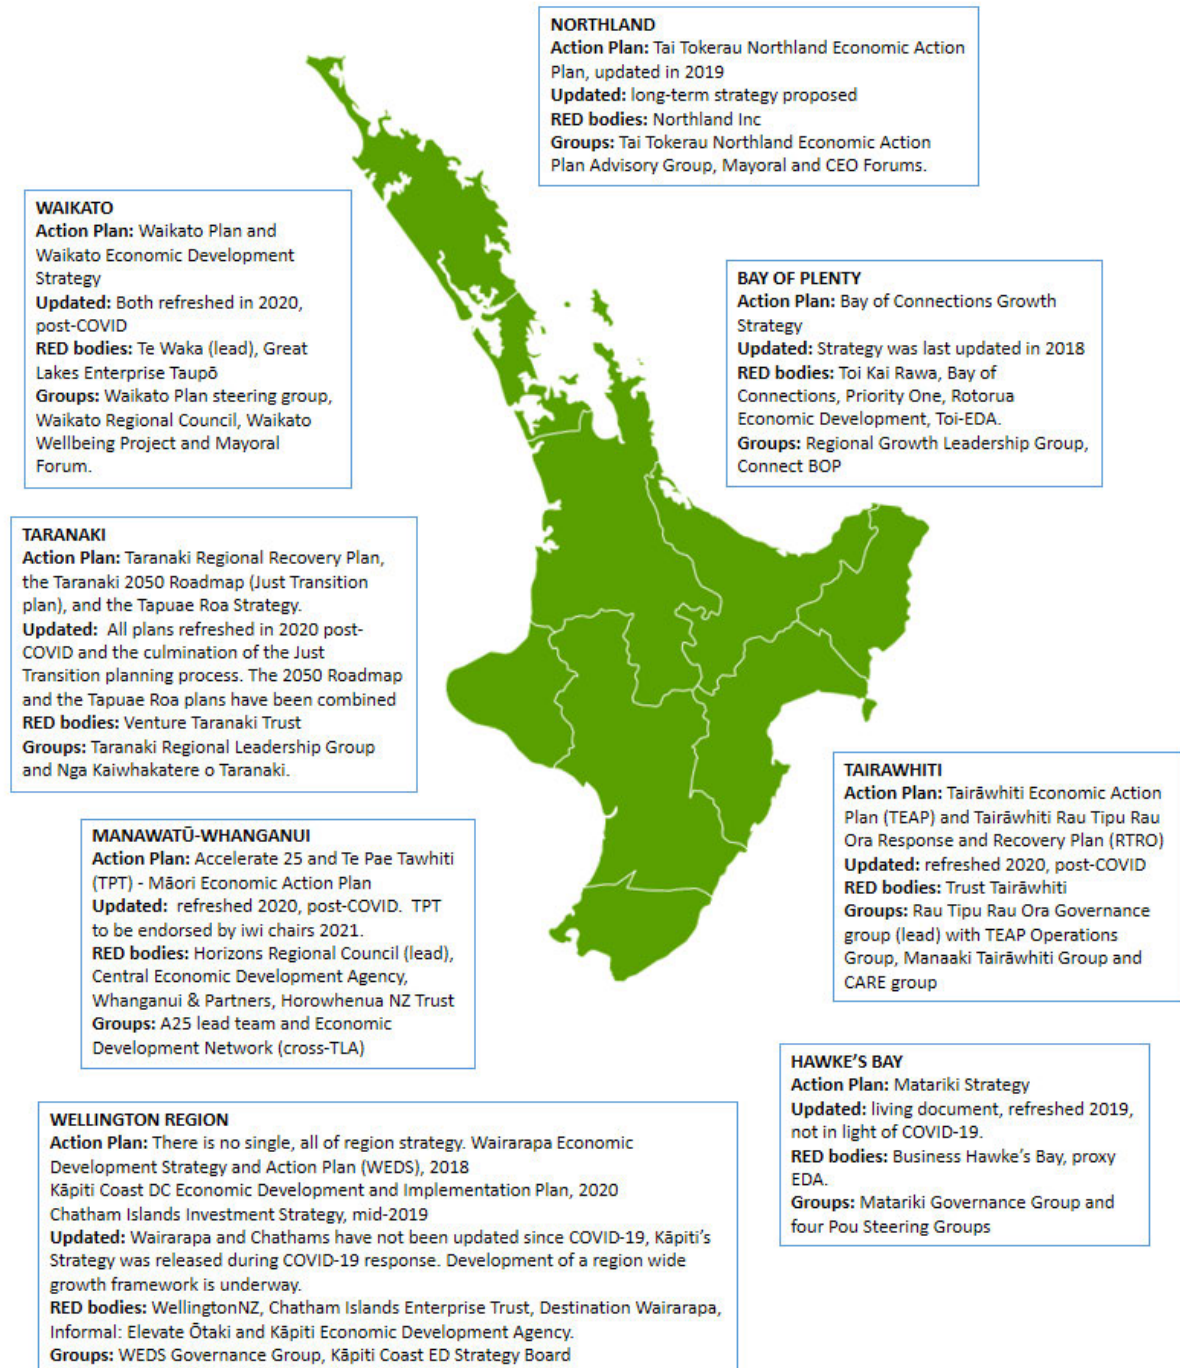 NORTHLAND
Action Plan: Tai Tokerau Northland Economic Action
Plan, updated in 2019
Updated: long-term strategy proposed
RED bodies: Northland Inc
Groups: Tai Tokerau Northland Economic Action
Plan Advisory Group, Mayoral and CEO Forums.
WAIKATO
Action Plan: Waikato Plan and
Waikato Economic Development
Strategy
Updated: Both refreshed in 2020,
post-COVID
RED bodies: Te Waka (lead), Great
Lakes Enterprise Taupō
Groups: Waikato Plan steering group,
Waikato Regional Council, Waikato
Wellbeing Project and Mayoral
Forum.
BAY OF PLENTY
Action Plan: Bay of Connections Growth
Strategy
Updated: Strategy was last updated in 2018
RED bodies: Toi Kai Rawa, Bay of
Connections, Priority One, Rotorua
Economic Development, Toi-EDA.
Groups: Regional Growth Leadership Group,
Connect BOP
TARANAKI
Action Plan: Taranaki Regional Recovery Plan,
the Taranaki 2050 Roadmap (Just Transition
plan), and the Tapuae Roa Strategy.
Updated: All plans refreshed in 2020 post-
COVID and the culmination of the Just
Transition planning process. The 2050 Roadmap
and the Tapuae Roa plans have been combined
RED bodies: Venture Taranaki Trust
Groups: Taranaki Regional Leadership Group
and Nga Kaiwhakatere o Taranaki.
TAIRAWHITI
Action Plan: Tairāwhiti Economic Action
Plan (TEAP) and Tairāwhiti Rau Tipu Rau
Ora Response and Recovery Plan (RTRO)
Updated: refreshed 2020, post-COVID
RED bodies: Trust Tairāwhiti
Groups: Rau Tipu Rau Ora Governance
group (lead) with TEAP Operations
Group, Manaaki Tairāwhiti Group and
CARE group
MANAWATŪ-WHANGANUI
Action Plan: Accelerate 25 and Te Pae Tawhiti
(TPT) - Māori Economic Action Plan
Updated: refreshed 2020, post-COVID. TPT
to be endorsed by iwi chairs 2021.
RED bodies: Horizons Regional Council (lead),
Central Economic Development Agency,
Whanganui & Partners, Horowhenua NZ Trust
Groups: A25 lead team and Economic
Development Network (cross-TLA)
HAWKE'S BAY
Action Plan: Matariki Strategy
Updated: living document, refreshed 2019,
not in light of COVID-19.
RED bodies: Business Hawke's Bay, proxy
EDA.
Groups: Matariki Governance Group and
four Pou Steering Groups
WELLINGTON REGION
Action Plan: There is no single, all of region strategy. Wairarapa Economic
Development Strategy and Action Plan (WEDS), 2018
Kāpiti Coast DC Economic Development and Implementation Plan, 2020
Chatham Islands Investment Strategy, mid-2019
Updated: Wairarapa and Chathams have not been updated since COVID-19, Kāpiti's
Strategy was released during COVID-19 response. Development of a region wide
growth framework is underway.
RED bodies: WellingtonNZ, Chatham Islands Enterprise Trust, Destination Wairarapa,
Informal: Elevate Ōtaki and Kāpiti Economic Development Agency.
Groups: WEDS Governance Group, Kāpiti Coast ED Strategy Board